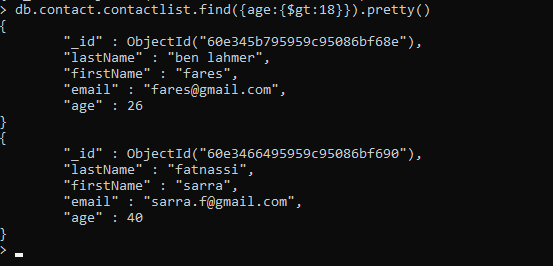 > db.contact.contactlist.find({age:{$gt:18}}).pretty()
{
        "_id" : ObjectId("60e345b795959c95086bf68e"),
        "lastName" : "ben lahmer",
        "firstName" : "fares",
        "email" : "fares@gmail.com",
        "age" : 26
}
{
        "_id" : ObjectId("60e3466495959c95086bf690"),
        "lastName" : "fatnassi",
        "firstName" : "sarra",
        "email" : "sarra.f@gmail.com",
        "age" : 40
}
>